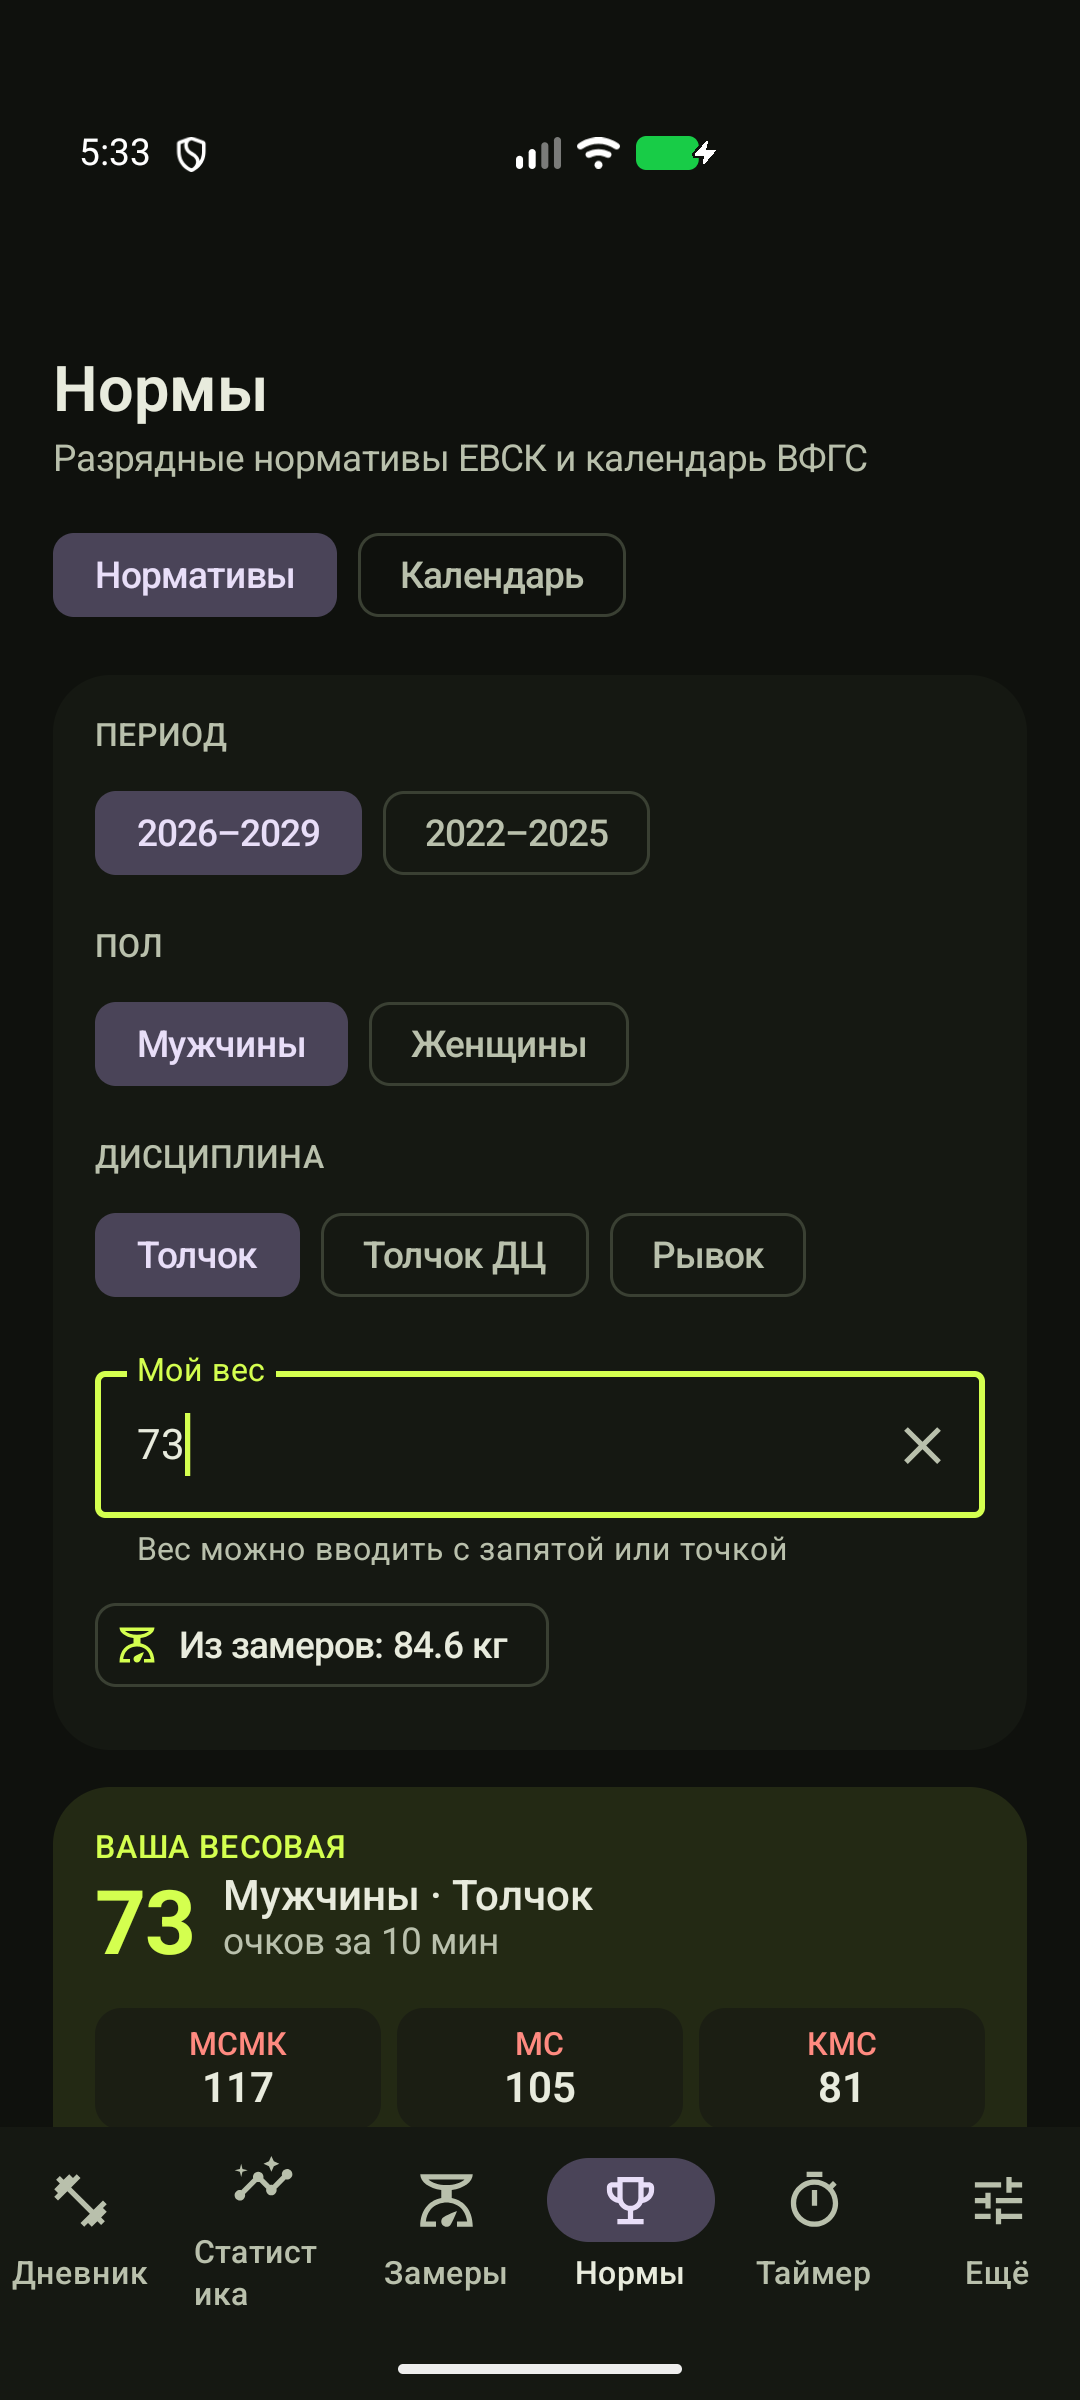 5:33
Нормы
Разрядные нормативы ЕВСК и календарь ВФГС
Нормативы
Календарь
ПЕРИОД
2026–2029
2022–2025
ПОЛ
Мужчины
Женщины
ДИСЦИПЛИНА
Толчок
Толчок ДЦ
Рывок
Мой вес
73
Вес можно вводить с запятой или точкой
Из замеров: 84.6 кг
ВАША ВЕСОВАЯ
73
Мужчины · Толчок
очков за 10 мин
МСМК
117
МС
105
КМС
81
Дневник
Статист
ика
Замеры
Нормы
Таймер
Ещё